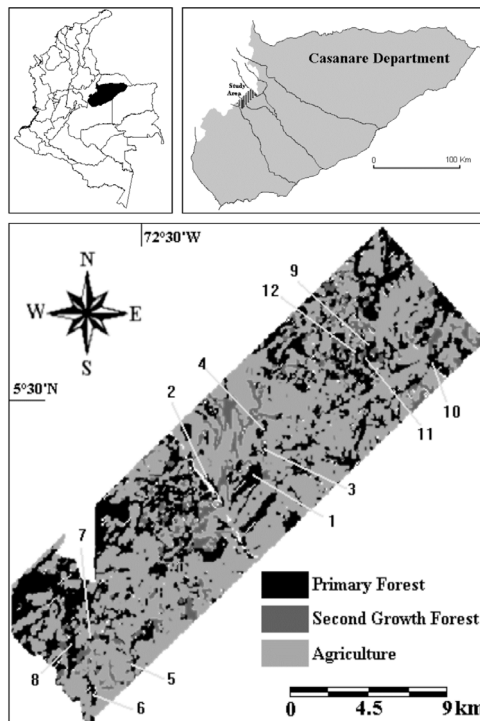 Casanare Department
Study
Area
0 100 Km
72°30'W
N
W E
S
5°30'N
9
12
4
2
10
11
3
1
7
8
5
6
Primary Forest
Second Growth Forest
Agriculture
0 4.5 9 km